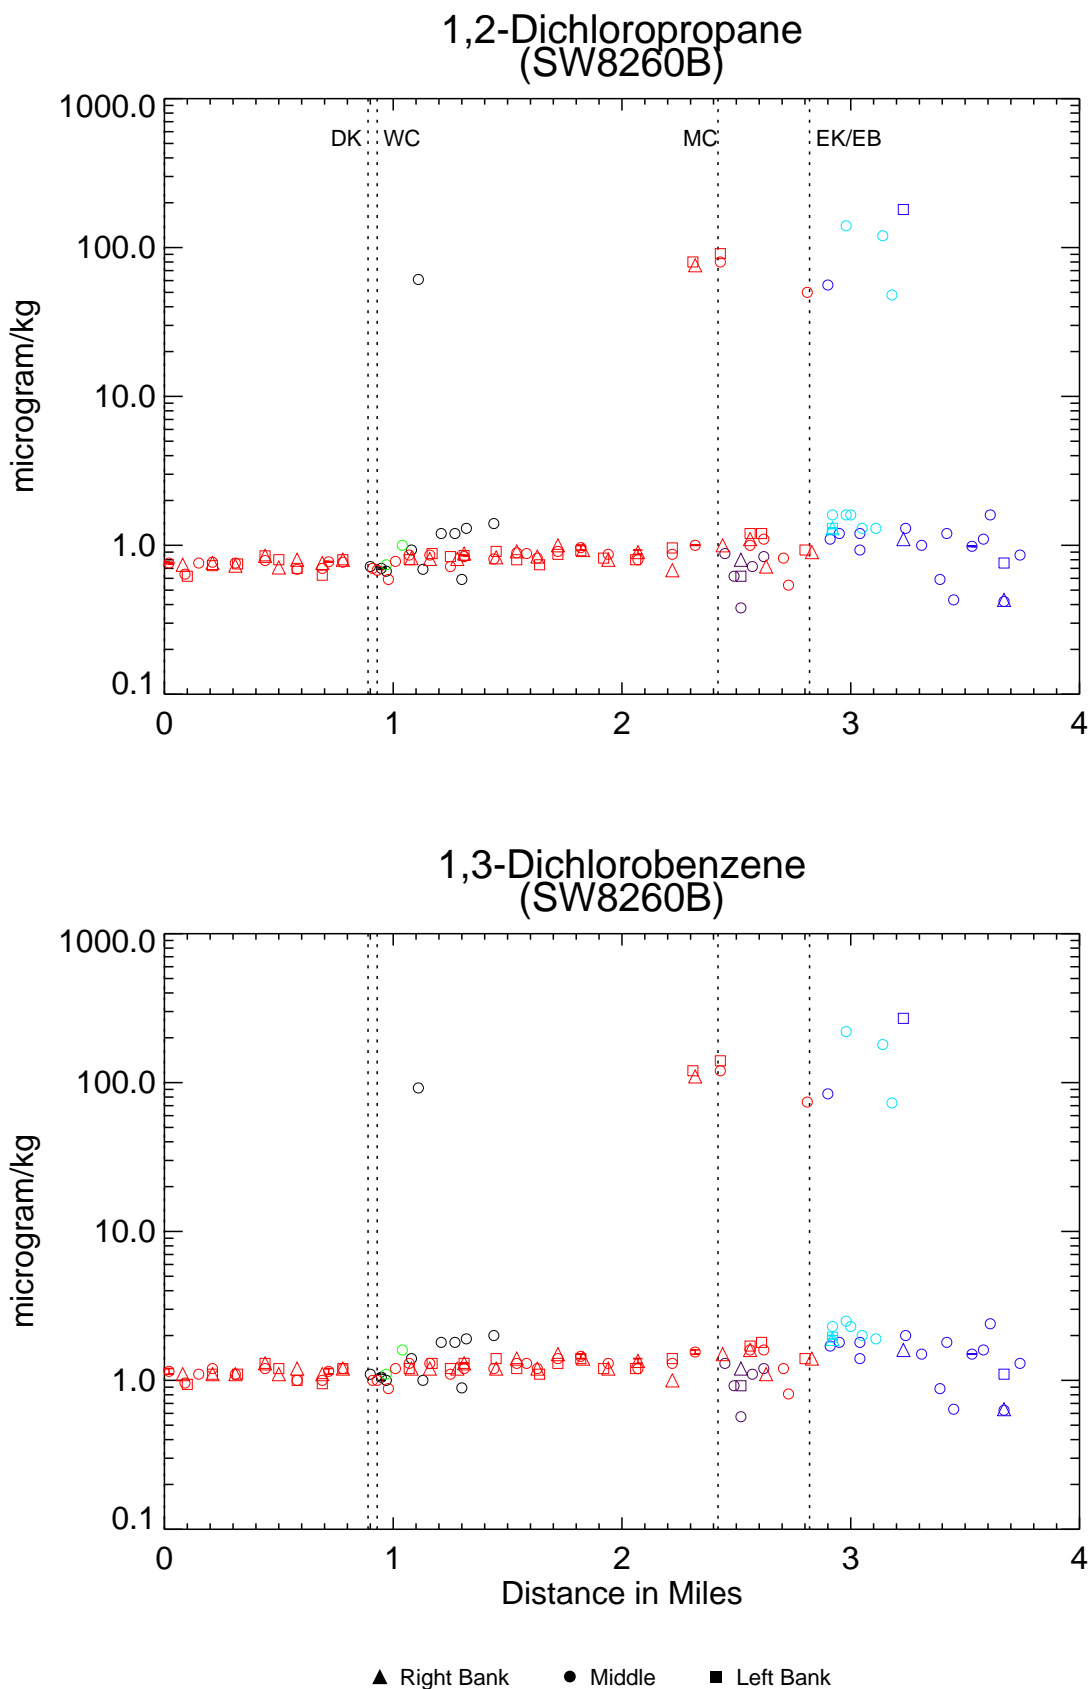 1,2-Dichloropropane
(SW8260B)
1000.0
DK WC MC EK/EB
100.0
microgram/kg
10.0
1.0
0.1
0 1 2 3 4
1,3-Dichlorobenzene
(SW8260B)
1000.0
100.0
microgram/kg
10.0
1.0
0.1
0 1 2 3 4
Distance in Miles
Right Bank Middle Left Bank